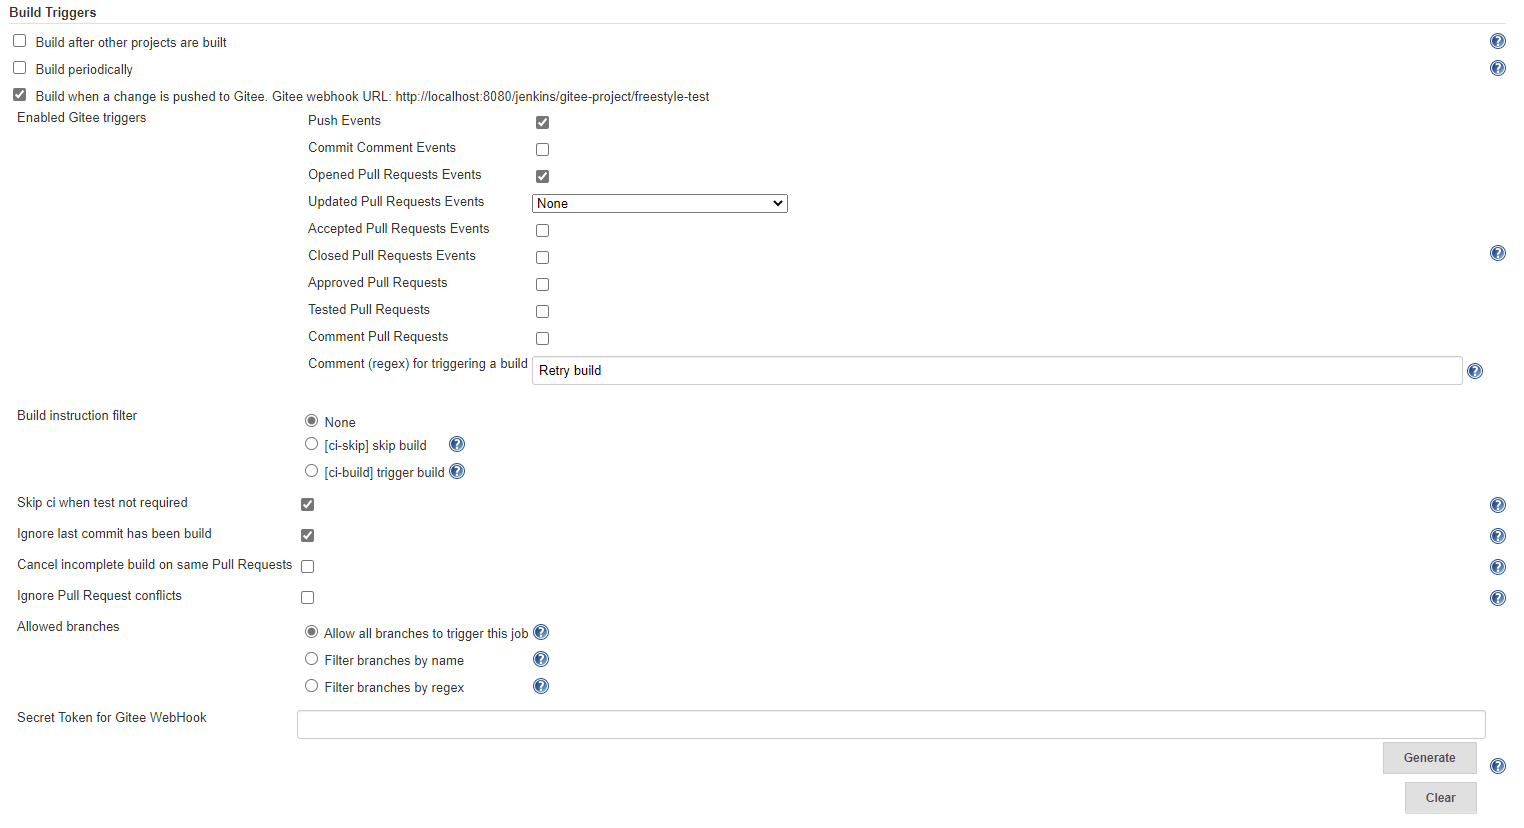 Build Triggers
Build after other projects are built
Build periodically
Build when a change is pushed to Gitee. Gitee webhook URL: http://localhost:8080/jenkins/gitee-project/freestyle-test
Enabled Gitee triggers
Push Events
Commit Comment Events
Opened Pull Requests Events
Updated Pull Requests Events
None
Accepted Pull Requests Events
Closed Pull Requests Events
Approved Pull Requests
Tested Pull Requests
Comment Pull Requests
Comment (regex) for triggering a build
Retry build
Build instruction filter
None
[ci-skip] skip build
[ci-build] trigger build
Skip ci when test not required
Ignore last commit has been build
Cancel incomplete build on same Pull Requests
Ignore Pull Request conflicts
Allowed branches
Allow all branches to trigger this job
Filter branches by name
Filter branches by regex
Secret Token for Gitee WebHook
Generate
Clear